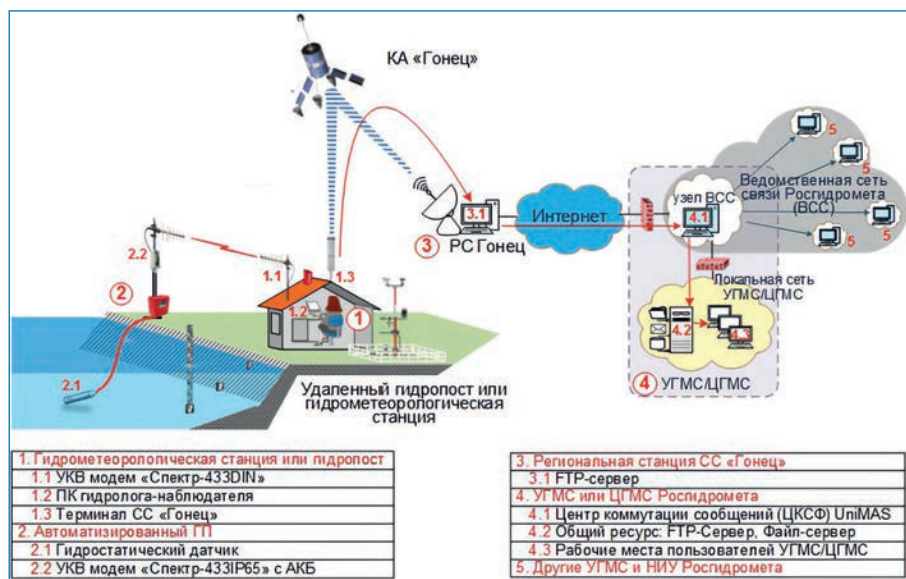 КА «Гонец»
5
5
Ведомственная сеть
связи Росгидромета
(ВСС)
5
5
узел ВСС
4.1
Интернет
3.1
3
РС Гонец
2.2
1.1
1.3
2
1.2
1
2.1
Локальная сеть
УГМС/ЦГМС
4.2
4.3
4
УГМС/ЦГМС
Удаленный гидропост или
гидрометеорологическая
станция
1. Гидрометеорологическая станция или гидропост
1.1 УКВ модем «Спектр-433DIN»
1.2 ПК гидролога-наблюдателя
1.3 Терминал СС «Гонец»
2. Автоматизированный ГП
2.1 Гидростатический датчик
2.2 УКВ модем «Спектр-433IP65» с АКБ
3. Региональная станция СС «Гонец»
3.1 FTP-сервер
4. УГМС или ЦГМС Росгидромета
4.1 Центр коммутации сообщений (ЦКСФ) UniMAS
4.2 Общий ресурс: FTP-Сервер, Файл-сервер
4.3 Рабочие места пользователей УГМС/ЦГМС
5. Другие УГМС и НИУ Росгидромета